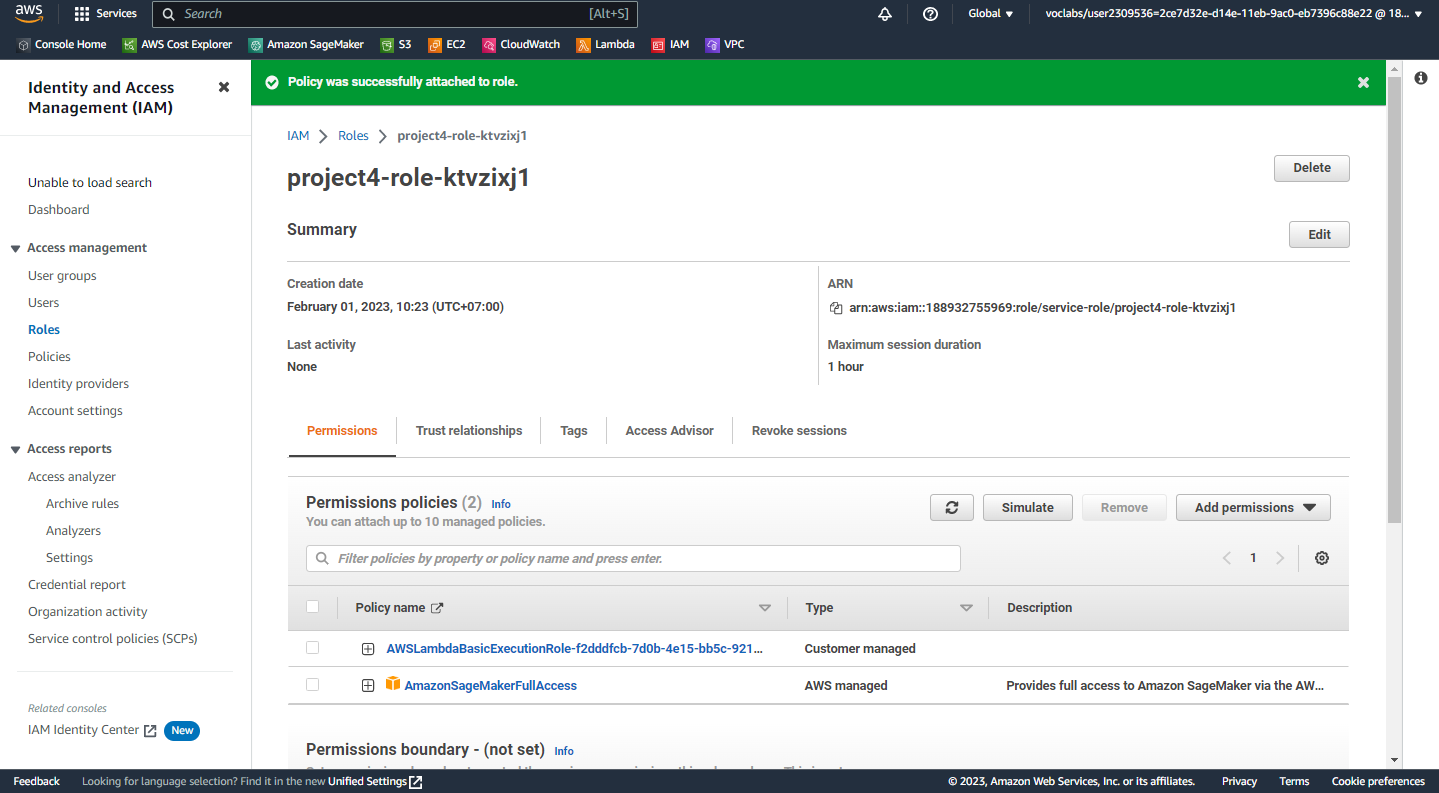 aws
Services
Search [Alt+S]
Global
voclabs/user2309536=2ce7d32e-d14e-11eb-9ac0-eb7396c88e22 @ 18...
Console Home
AWS Cost Explorer
Amazon SageMaker
S3
EC2
CloudWatch
Lambda
IAM
VPC
Identity and Access
Management (IAM)
Unable to load search
Dashboard
Access management
User groups
Users
Roles
Policies
Identity providers
Account settings
Access reports
Access analyzer
Archive rules
Analyzers
Settings
Credential report
Organization activity
Service control policies (SCPs)
Related consoles
IAM Identity Center New
Policy was successfully attached to role.
IAM > Roles > project4-role-ktvzixj1
project4-role-ktvzixj1
Delete
Summary
Edit
Creation date
February 01, 2023, 10:23 (UTC+07:00)
ARN
arn:aws:iam::188932755969:role/service-role/project4-role-ktvzixj1
Last activity
None
Maximum session duration
1 hour
Permissions
Trust relationships
Tags
Access Advisor
Revoke sessions
Permissions policies (2) Info
You can attach up to 10 managed policies.
Simulate
Remove
Add permissions
Filter policies by property or policy name and press enter.
1
Policy name
Type
Description
AWSLambdaBasicExecutionRole-f2dddfcb-7d0b-4e15-bb5c-921...
Customer managed
AmazonSageMakerFullAccess
AWS managed
Provides full access to Amazon SageMaker via the AW...
Permissions boundary - (not set) Info
Feedback
Looking for language selection? Find it in the new Unified Settings
© 2023, Amazon Web Services, Inc. or its affiliates.
Privacy
Terms
Cookie preferences